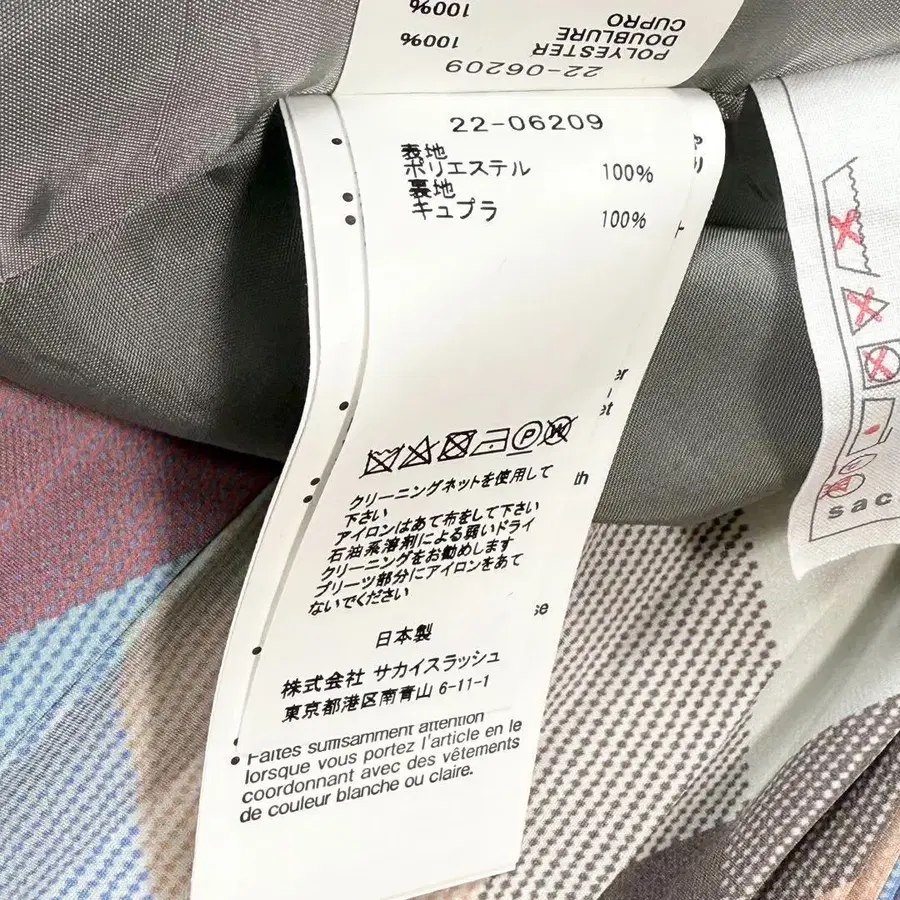 22-06209
POLYESTER 100%
DOUBLURE
CUPRO 100%
22-06209
表地
ポリエステル 100%
裏地
キュプラ 100%
クリーニングネットを使用して
下さい
アイロンはあて布をして下さい
石油系溶剤による弱いドライ
クリーニングをお勧めします
プリーツ部分にアイロンをあて
ないでください
日本製
株式会社 サカイスラッシュ
東京都港区南青山 6-11-1
Faites suffisamment attention
lorsque vous portez l'article en le
coordonnant avec des vêtements
de couleur blanche ou claire.
er
et
th
se
sac